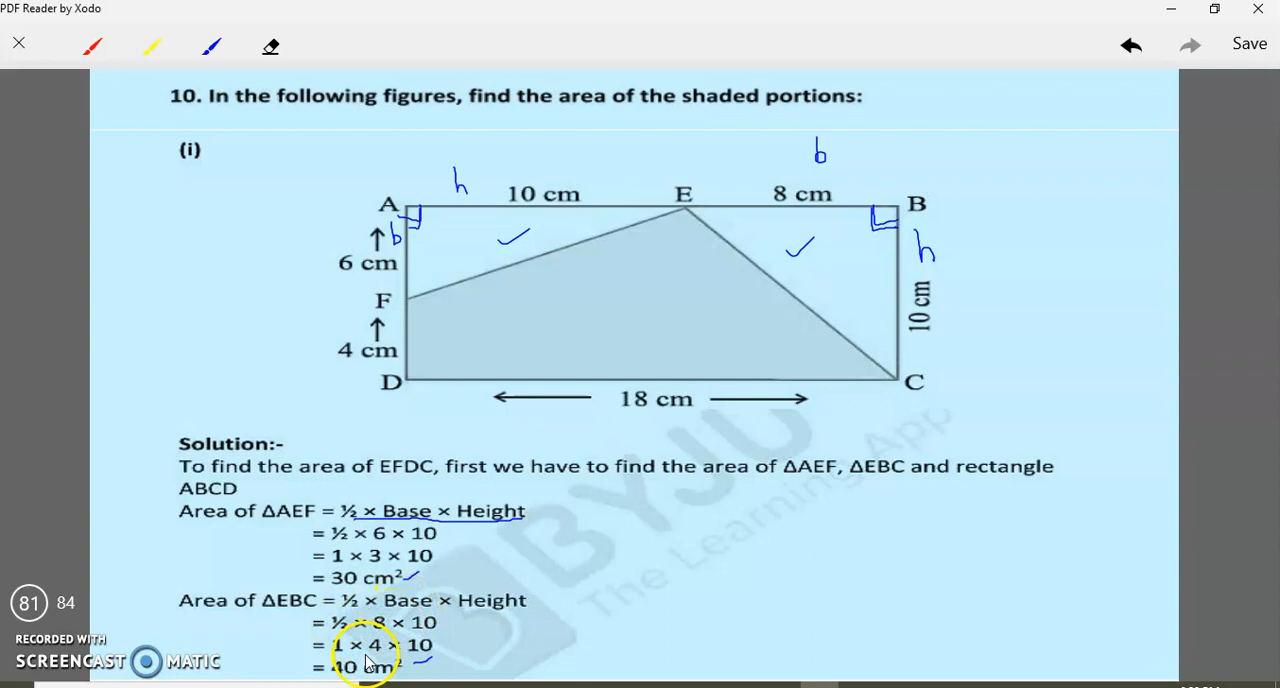 PDF Reader by Xodo
Save
10. In the following figures, find the area of the shaded portions:
(i)
b
h
A 10 cm E 8 cm B
b
h
6 cm
F
10 cm
4 cm
D C
18 cm
Solution:-
To find the area of EFDC, first we have to find the area of ΔAEF, ΔEBC and rectangle
ABCD
Area of ΔAEF = ½ × Base × Height
= ½ × 6 × 10
= 1 × 3 × 10
= 30 cm²
Area of ΔEBC = ½ × Base × Height
= ½ × 8 × 10
= 1 × 4 × 10
= 40 cm²
BYJU
The Learning App
81 84
RECORDED WITH
SCREENCAST MATIC